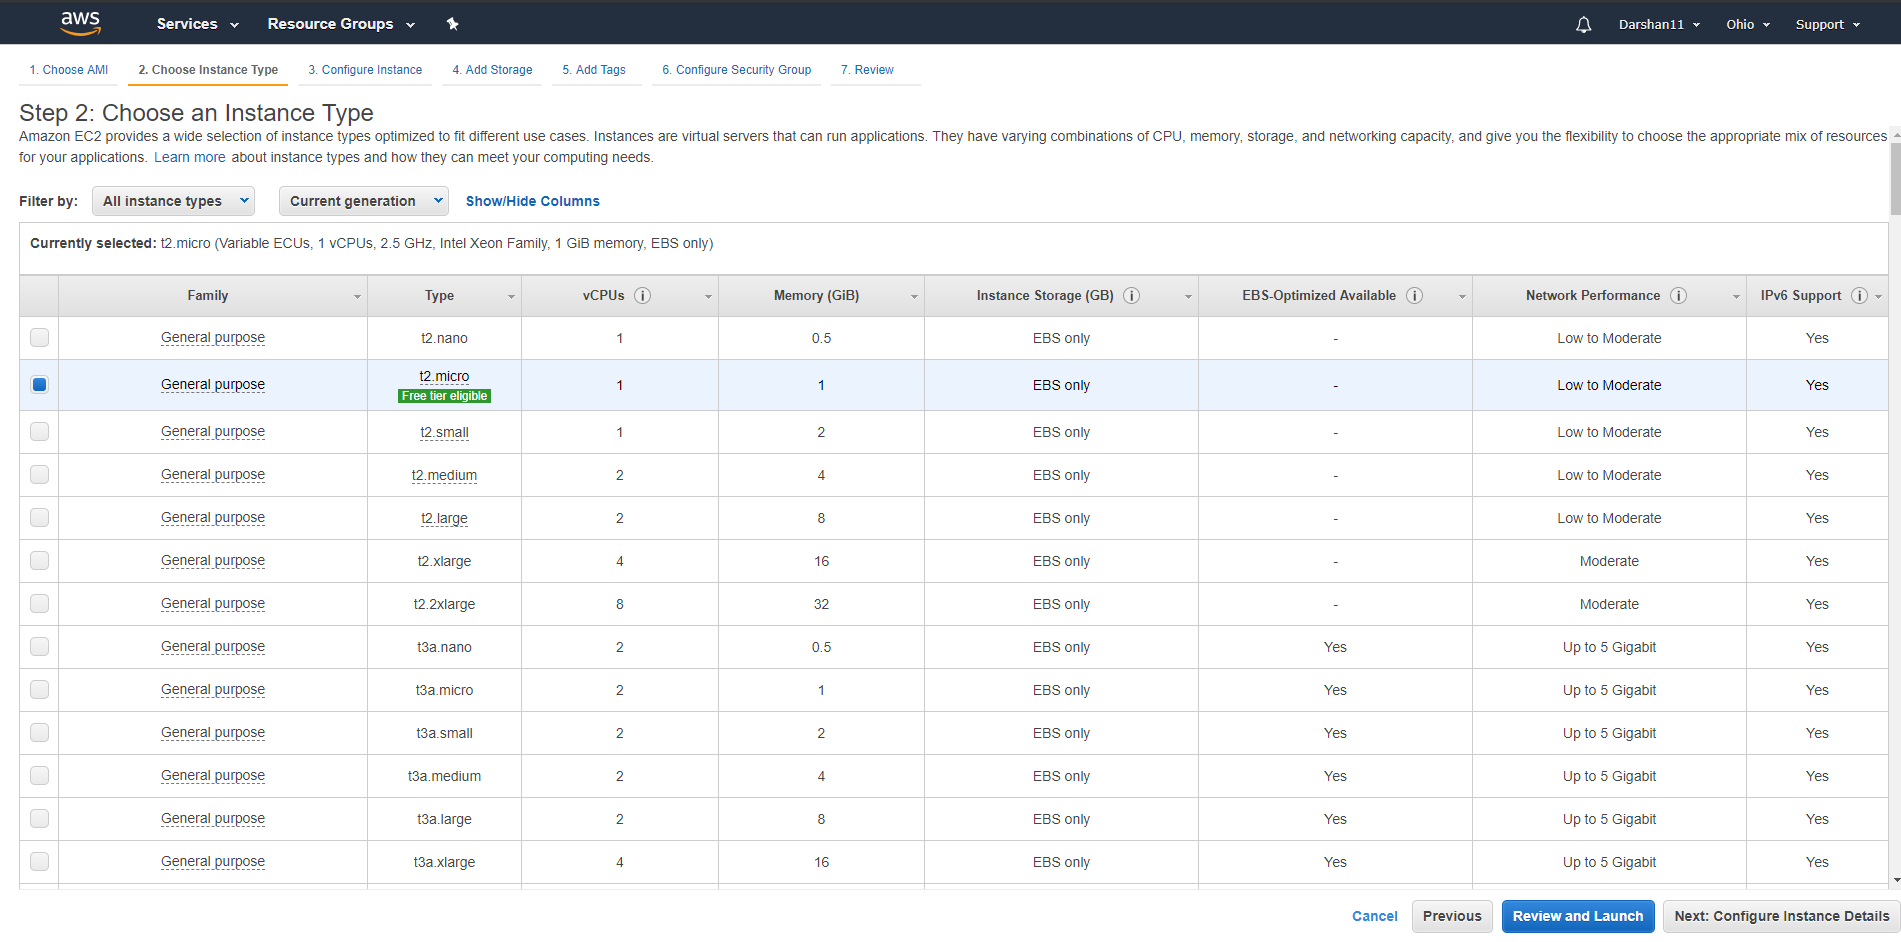 aws Services Resource Groups Darshan11 Ohio Support
1. Choose AMI 2. Choose Instance Type 3. Configure Instance 4. Add Storage 5. Add Tags 6. Configure Security Group 7. Review
Step 2: Choose an Instance Type
Amazon EC2 provides a wide selection of instance types optimized to fit different use cases. Instances are virtual servers that can run applications. They have varying combinations of CPU, memory, storage, and networking capacity, and give you the flexibility to choose the appropriate mix of resources
for your applications. Learn more about instance types and how they can meet your computing needs.
Filter by: All instance types Current generation Show/Hide Columns
Currently selected: t2.micro (Variable ECUs, 1 vCPUs, 2.5 GHz, Intel Xeon Family, 1 GiB memory, EBS only)
Family Type vCPUs i Memory (GiB) Instance Storage (GB) i EBS-Optimized Available i Network Performance i IPv6 Support i
General purpose t2.nano 1 0.5 EBS only - Low to Moderate Yes
General purpose t2.micro 1 1 EBS only - Low to Moderate Yes
Free tier eligible
General purpose t2.small 1 2 EBS only - Low to Moderate Yes
General purpose t2.medium 2 4 EBS only - Low to Moderate Yes
General purpose t2.large 2 8 EBS only - Low to Moderate Yes
General purpose t2.xlarge 4 16 EBS only - Moderate Yes
General purpose t2.2xlarge 8 32 EBS only - Moderate Yes
General purpose t3a.nano 2 0.5 EBS only Yes Up to 5 Gigabit Yes
General purpose t3a.micro 2 1 EBS only Yes Up to 5 Gigabit Yes
General purpose t3a.small 2 2 EBS only Yes Up to 5 Gigabit Yes
General purpose t3a.medium 2 4 EBS only Yes Up to 5 Gigabit Yes
General purpose t3a.large 2 8 EBS only Yes Up to 5 Gigabit Yes
General purpose t3a.xlarge 4 16 EBS only Yes Up to 5 Gigabit Yes
Cancel Previous Review and Launch Next: Configure Instance Details